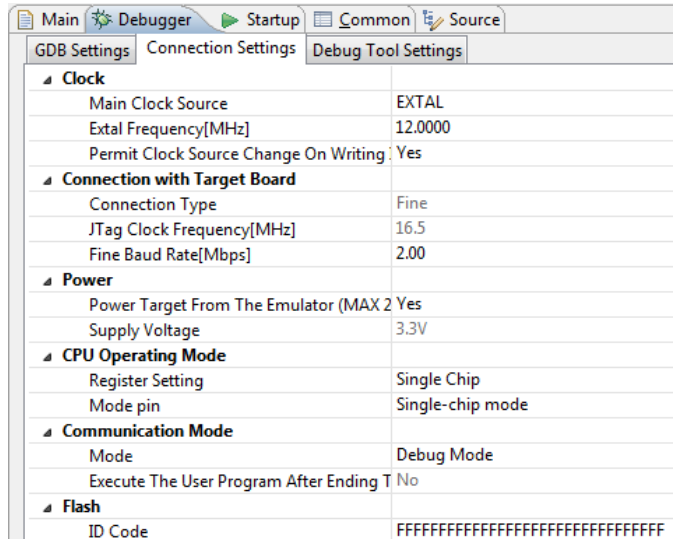 Main Debugger Startup Common Source
GDB Settings Connection Settings Debug Tool Settings
Clock
Main Clock Source EXTAL
Extal Frequency[MHz] 12.0000
Permit Clock Source Change On Writing Yes
Connection with Target Board
Connection Type Fine
JTag Clock Frequency[MHz] 16.5
Fine Baud Rate[Mbps] 2.00
Power
Power Target From The Emulator (MAX 2 Yes
Supply Voltage 3.3V
CPU Operating Mode
Register Setting Single Chip
Mode pin Single-chip mode
Communication Mode
Mode Debug Mode
Execute The User Program After Ending T No
Flash
ID Code FFFFFFFFFFFFFFFFFFFFFFFFFFFFFFFF